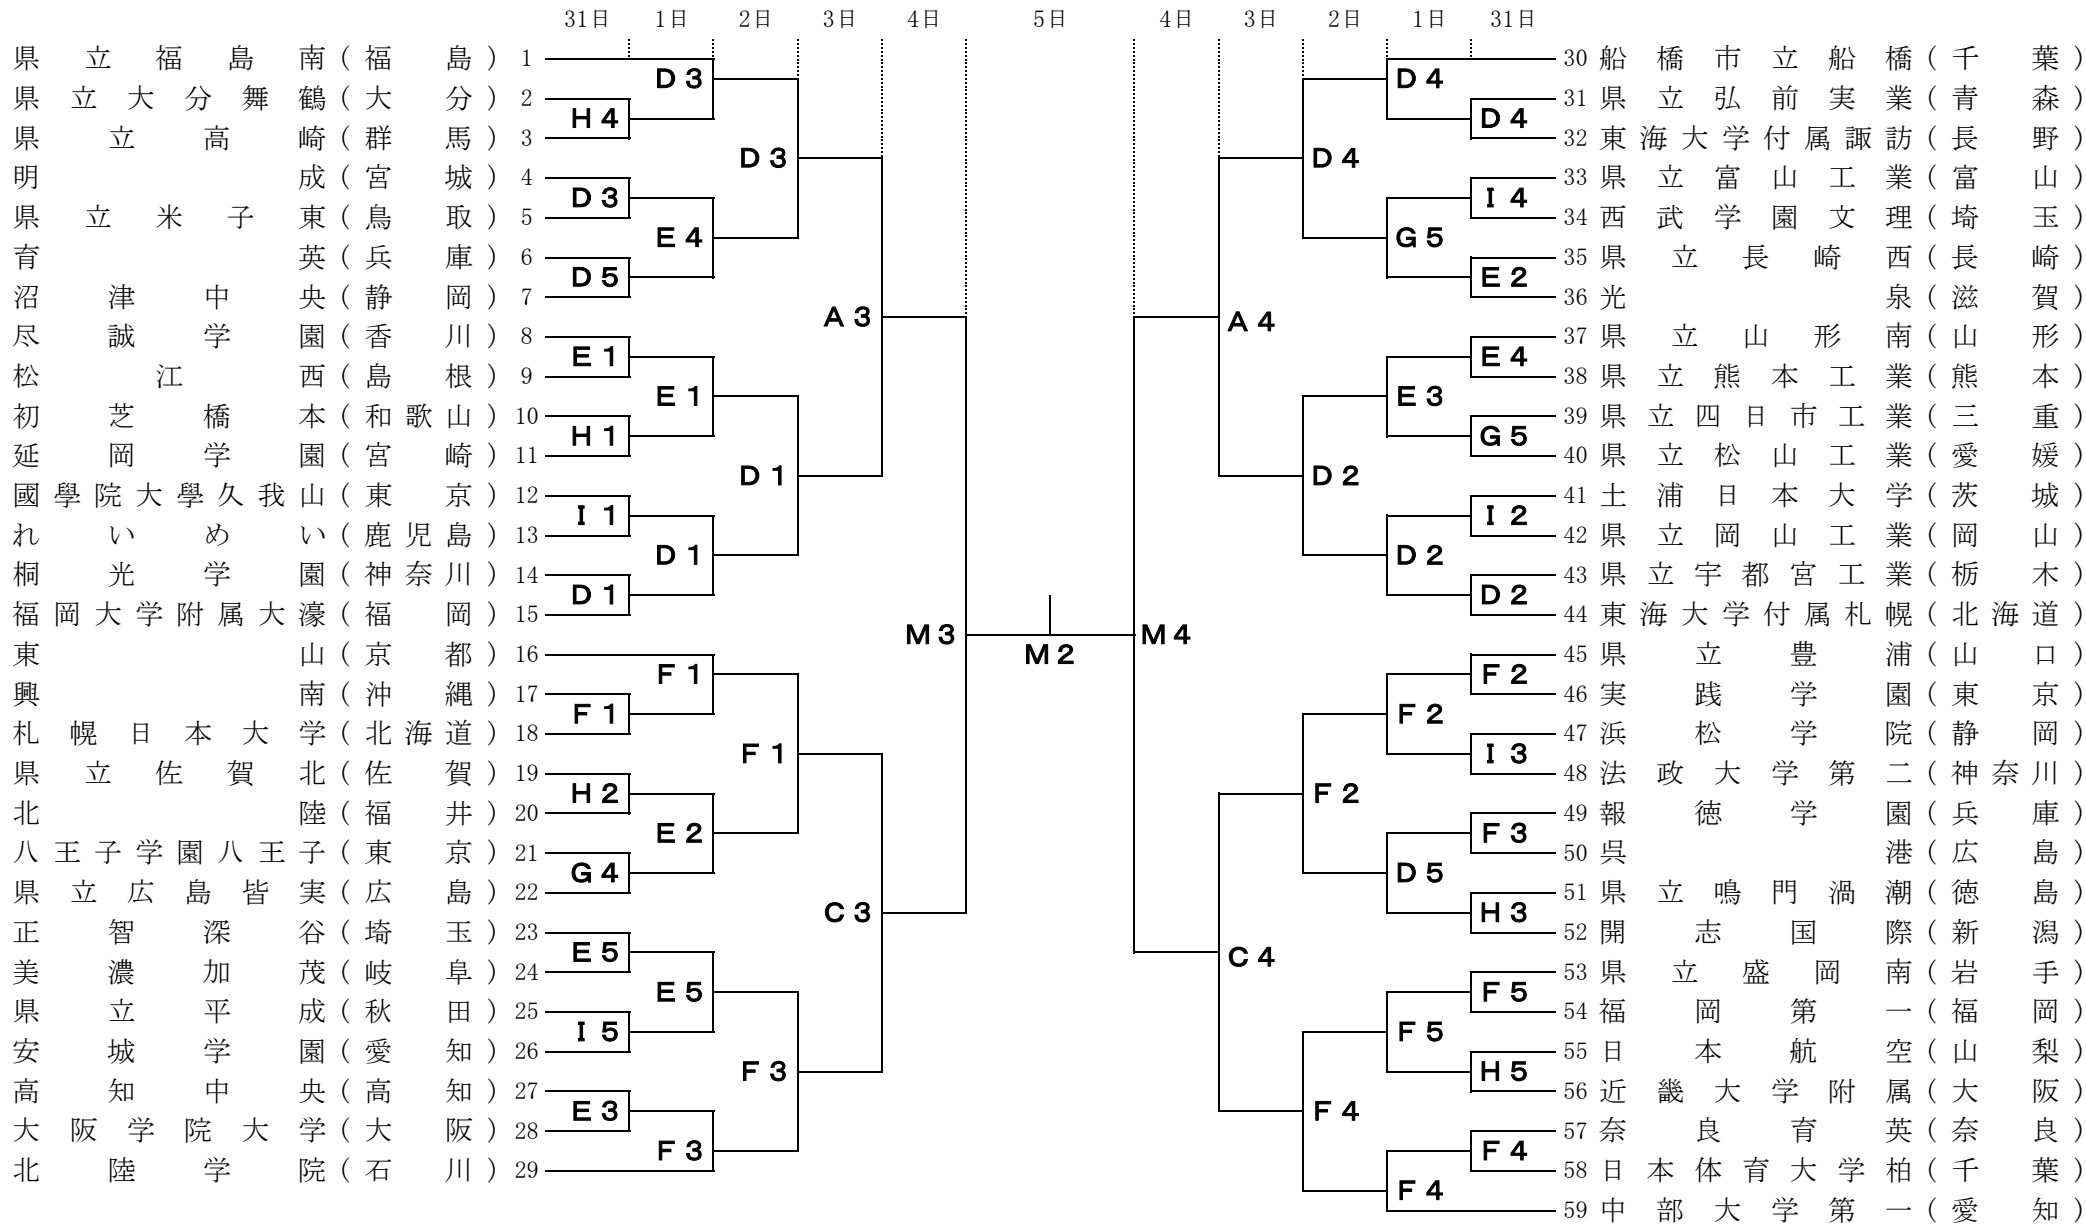 31日 1日 2日 3日 4日 5日 4日 3日 2日 1日 31日
県立福島南(福島) 1
県立大分舞鶴(大分) 2
県立高崎(群馬) 3
明成(宮城) 4
県立米子東(鳥取) 5
育英(兵庫) 6
沼津中央(静岡) 7
尽誠学園(香川) 8
松江西(島根) 9
初芝橋本(和歌山) 10
延岡学園(宮崎) 11
國學院大學久我山(東京) 12
れいめい(鹿児島) 13
桐光学園(神奈川) 14
福岡大学附属大濠(福岡) 15
東山(京都) 16
興南(沖縄) 17
札幌日本大学(北海道) 18
県立佐賀北(佐賀) 19
北陸(福井) 20
八王子学園八王子(東京) 21
県立広島皆実(広島) 22
正智深谷(埼玉) 23
美濃加茂(岐阜) 24
県立平成(秋田) 25
安城学園(愛知) 26
高知中央(高知) 27
大阪学院大学(大阪) 28
北陸学院(石川) 29
H4
D3
D5
E1
H1
I1
D1
F1
H2
G4
E5
I5
E3
D3
E4
E1
D1
F1
E2
E5
F3
D3
D1
F1
F3
A3
C3
M3
M2
M4
A4
C4
D4
D2
F2
F4
D4
G5
E3
D2
F2
D5
F5
F4
D4
I4
E2
E4
G5
I2
D2
F2
I3
F3
H3
F5
H5
F4
30 船橋市立船橋(千葉)
31 県立弘前実業(青森)
32 東海大学付属諏訪(長野)
33 県立富山工業(富山)
34 西武学園文理(埼玉)
35 県立長崎西(長崎)
36 光泉(滋賀)
37 県立山形南(山形)
38 県立熊本工業(熊本)
39 県立四日市工業(三重)
40 県立松山工業(愛媛)
41 土浦日本大学(茨城)
42 県立岡山工業(岡山)
43 県立宇都宮工業(栃木)
44 東海大学付属札幌(北海道)
45 県立豊浦(山口)
46 実践学園(東京)
47 浜松学院(静岡)
48 法政大学第二(神奈川)
49 報徳学園(兵庫)
50 呉港(広島)
51 県立鳴門渦潮(徳島)
52 開志国際(新潟)
53 県立盛岡南(岩手)
54 福岡第一(福岡)
55 日本航空(山梨)
56 近畿大学附属(大阪)
57 奈良育英(奈良)
58 日本体育大学柏(千葉)
59 中部大学第一(愛知)